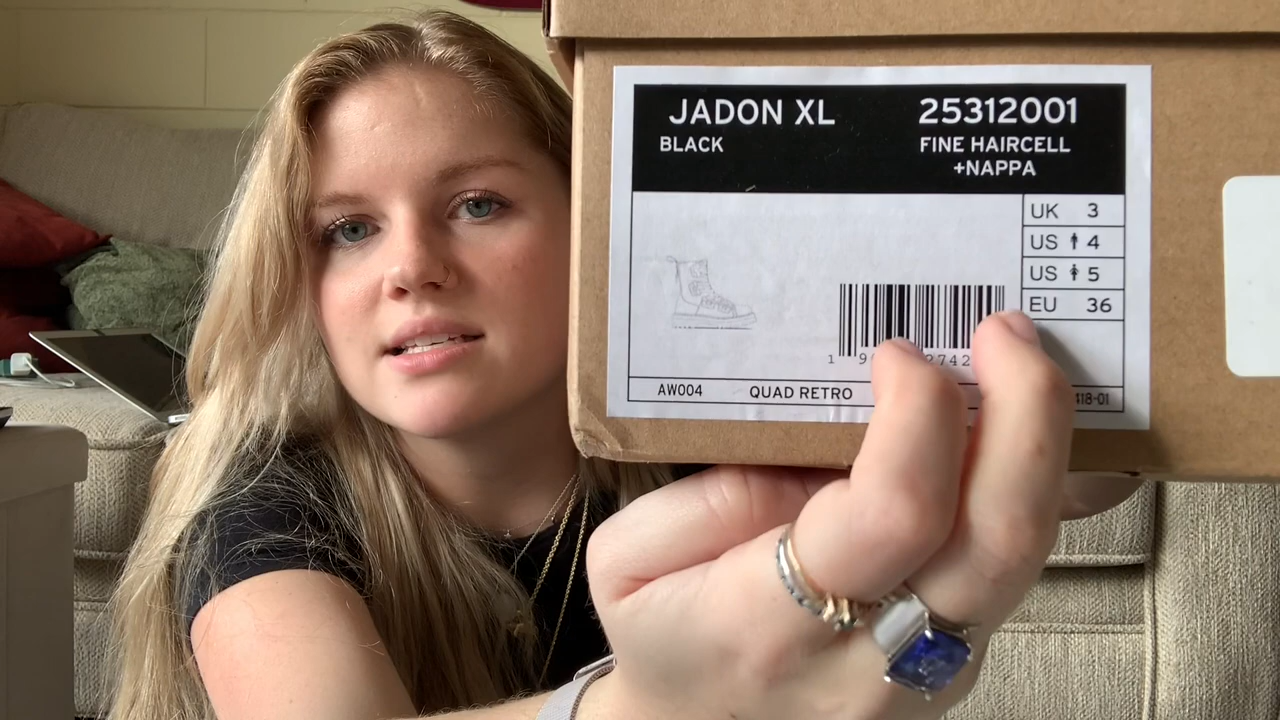 JADON XL 25312001
BLACK FINE HAIRCELL
+NAPPA
UK 3
US 4
US 5
EU 36
AW004 QUAD RETRO